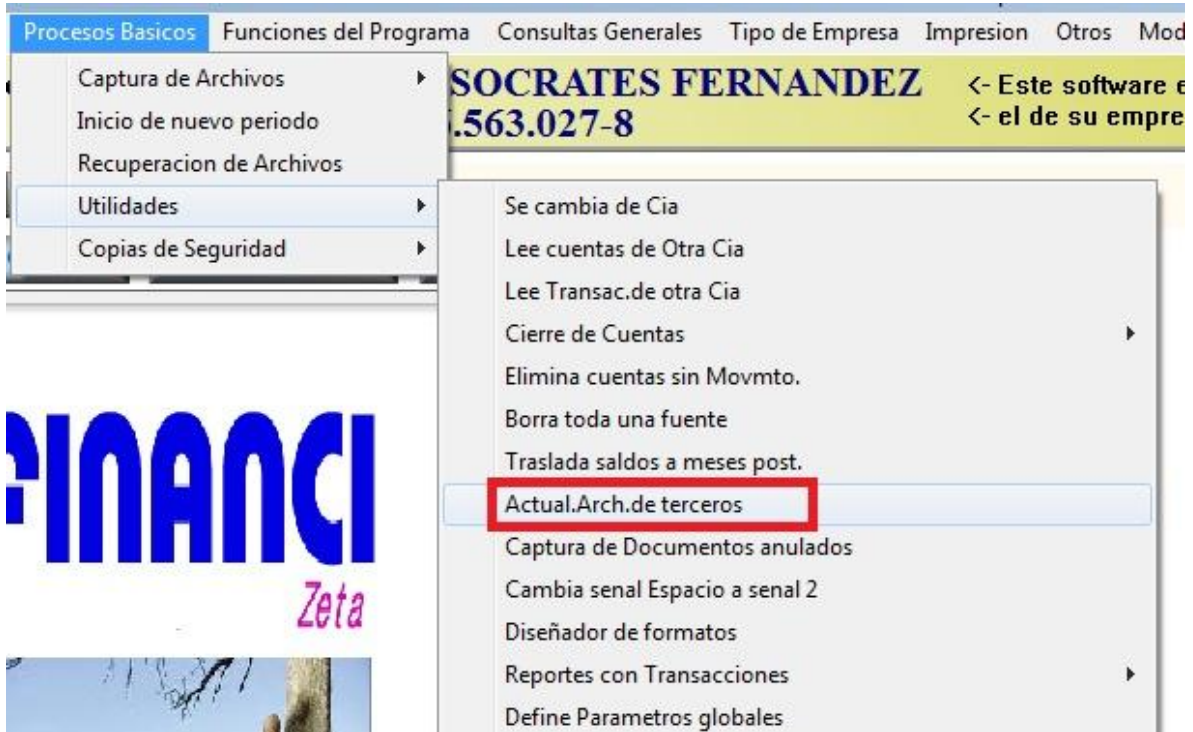 Procesos Basicos Funciones del Programa Consultas Generales Tipo de Empresa Impresion Otros Mod
Captura de Archivos
Inicio de nuevo periodo
Recuperacion de Archivos
Utilidades
Copias de Seguridad
SOCRATES FERNANDEZ
.563.027-8
<- Este software e
<- el de su empre
Se cambia de Cia
Lee cuentas de Otra Cia
Lee Transac.de otra Cia
Cierre de Cuentas
Elimina cuentas sin Movmto.
Borra toda una fuente
Traslada saldos a meses post.
Actual.Arch.de terceros
Captura de Documentos anulados
Cambia senal Espacio a senal 2
Diseñador de formatos
Reportes con Transacciones
Define Parametros globales
FINANCI
Zeta